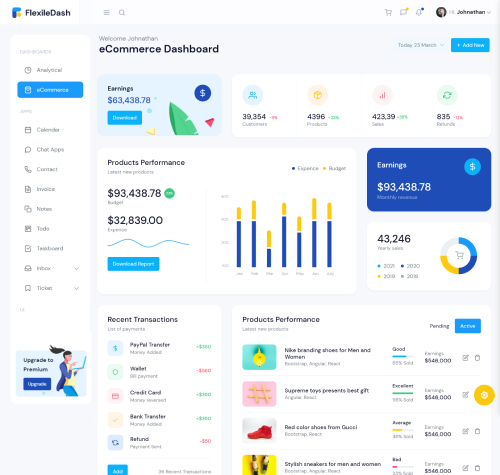 FlexileDash
Hi, Johnathan
Welcome Johnathan
eCommerce Dashboard
Today, 23 March
+ Add New
DASHBOARDS
Analytical
eCommerce
APPS
Calendar
Chat Apps
Contact
Invoice
Notes
Todo
Taskboard
Inbox
Ticket
UI
Upgrade to
Premium
Upgrade
Earnings
$63,438.78
Download
39,354 -9%
Customers
4396 +23%
Products
423,39 +38%
Sales
835 -12%
Refunds
Products Performance
Latest new products
Expence
Budget
$93,438.78
Budget
$32,839.00
Expence
Download Report
Jan Feb Mar Apr May Jun July
Earnings
$
$93,438.78
Monthly revenue
43,246
Yearly sales
2021 2020
2019 2018
Recent Transactions
List of payments
PayPal Transfer +$350
Money Added
Wallet -$560
Bill payment
Credit Card +$350
Money reversed
Bank Transfer +$350
Money Added
Refund -$50
Payment Sent
Add
36 Recent Transactions
Products Performance
Latest new products
Pending
Active
Nike branding shoes for Men and
Women
Bootstrap, Angular, React
Good
65% Sold
Earnings
$546,000
Supreme toys presents best gift
Angular, React
Excellent
98% Sold
Earnings
$546,000
Red color shoes from Gucci
Bootstrap, React
Average
46% Sold
Earnings
$546,000
Stylish sneakers for men and women
Bootstrap, Angular
Bad
23% Sold
Earnings
$546,000